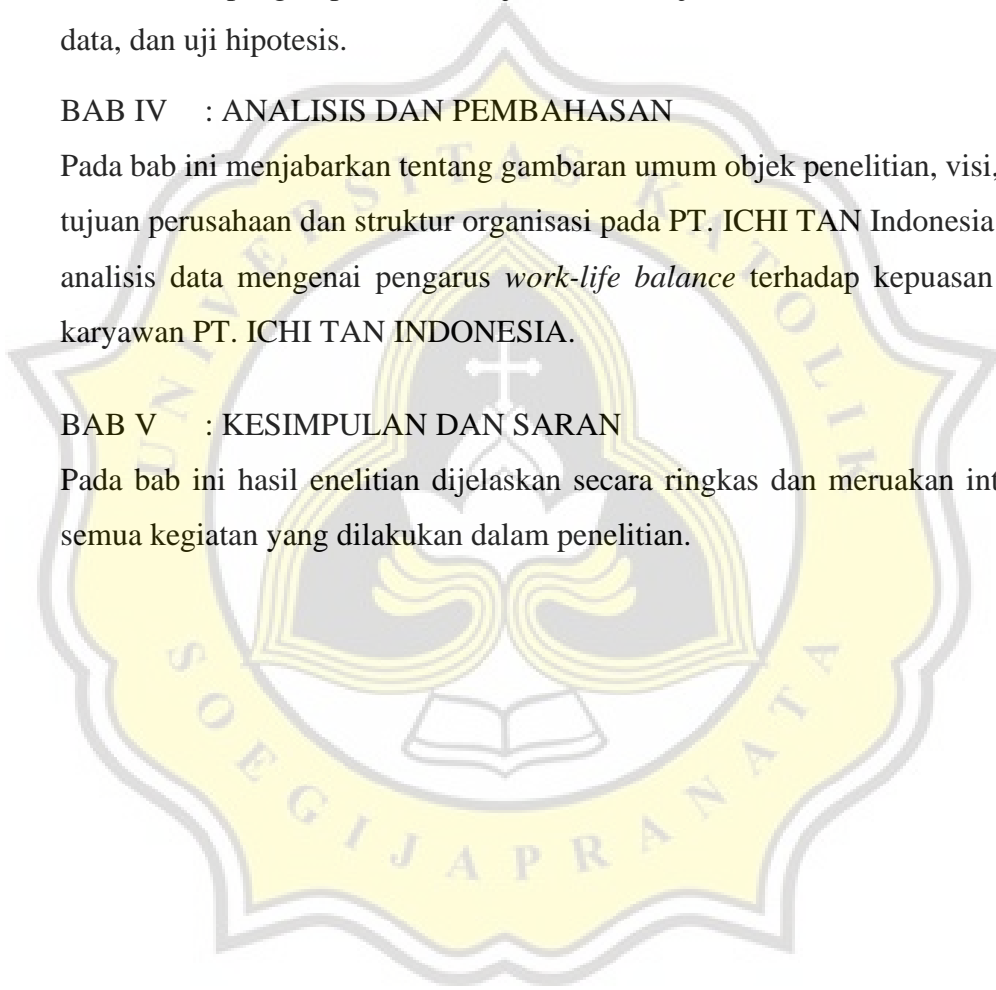 data, dan uji hipotesis.
BAB IV : ANALISIS DAN PEMBAHASAN
Pada bab ini menjabarkan tentang gambaran umum objek penelitian, visi,
tujuan perusahaan dan struktur organisasi pada PT. ICHI TAN Indonesia
analisis data mengenai pengarus work-life balance terhadap kepuasan
karyawan PT. ICHI TAN INDONESIA.
BAB V : KESIMPULAN DAN SARAN
Pada bab ini hasil enelitian dijelaskan secara ringkas dan meruakan
semua kegiatan yang dilakukan dalam penelitian.
UNIVERSITAS KATOLIK
SOEGIJAPRANATA